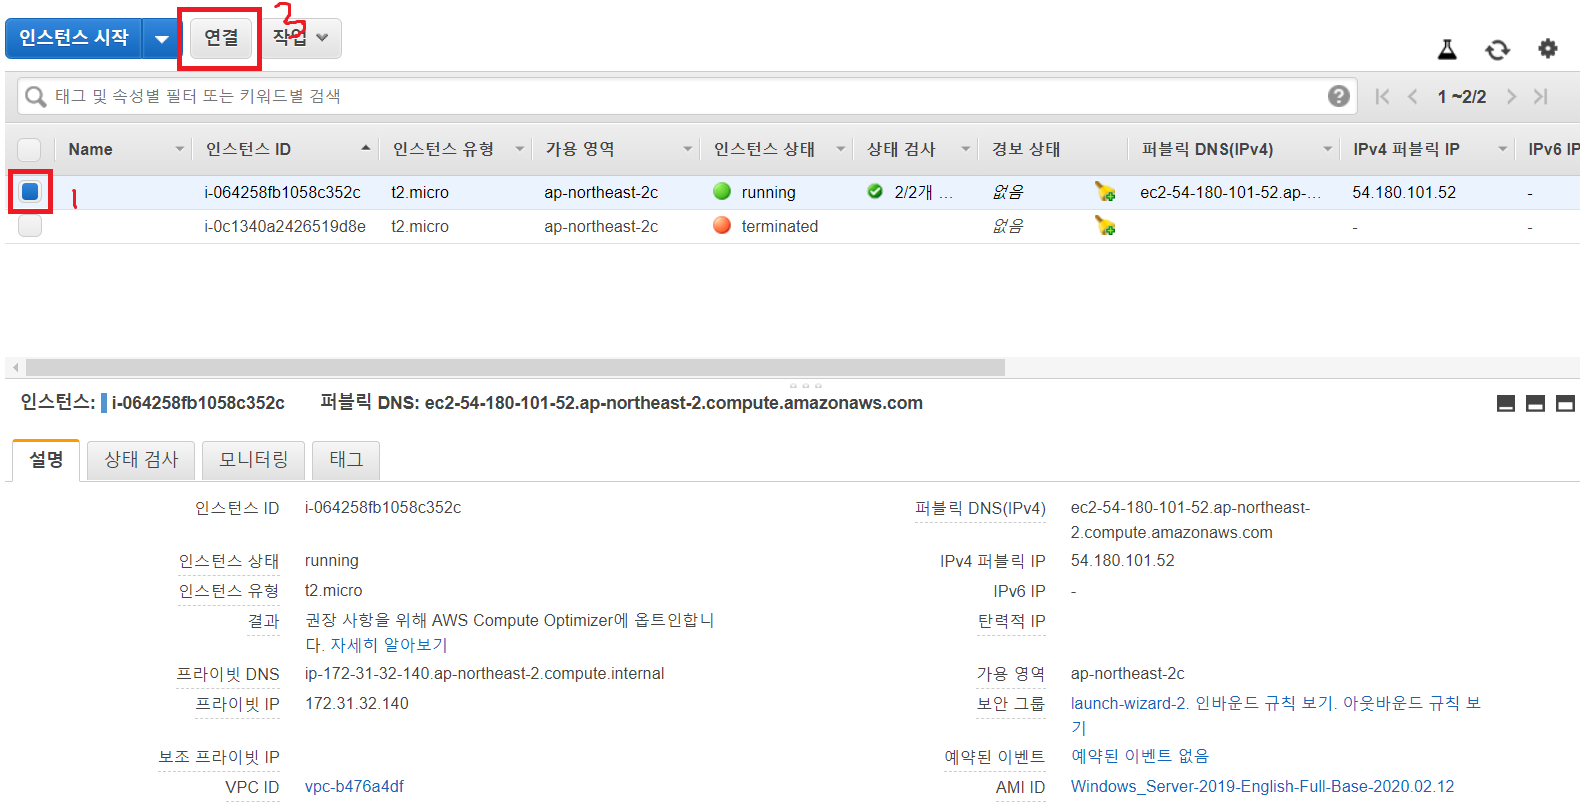 인스턴스 시작 연결 작업
태그 및 속성별 필터 또는 키워드별 검색 1 ~2/2
Name 인스턴스 ID 인스턴스 유형 가용 영역 인스턴스 상태 상태 검사 경보 상태 퍼블릭 DNS(IPv4) IPv4 퍼블릭 IP IPv6 IP
1 i-064258fb1058c352c t2.micro ap-northeast-2c running 2/2개 ... 없음 ec2-54-180-101-52.ap-... 54.180.101.52 -
i-0c1340a2426519d8e t2.micro ap-northeast-2c terminated 없음 - -
인스턴스: i-064258fb1058c352c 퍼블릭 DNS: ec2-54-180-101-52.ap-northeast-2.compute.amazonaws.com
설명 상태 검사 모니터링 태그
인스턴스 ID i-064258fb1058c352c 퍼블릭 DNS(IPv4) ec2-54-180-101-52.ap-northeast-
2.compute.amazonaws.com
인스턴스 상태 running IPv4 퍼블릭 IP 54.180.101.52
인스턴스 유형 t2.micro IPv6 IP -
결과 권장 사항을 위해 AWS Compute Optimizer에 옵트인합니 탄력적 IP
다. 자세히 알아보기
프라이빗 DNS ip-172-31-32-140.ap-northeast-2.compute.internal 가용 영역 ap-northeast-2c
프라이빗 IP 172.31.32.140 보안 그룹 launch-wizard-2. 인바운드 규칙 보기. 아웃바운드 규칙 보
기
보조 프라이빗 IP 예약된 이벤트 예약된 이벤트 없음
VPC ID vpc-b476a4df AMI ID Windows_Server-2019-English-Full-Base-2020.02.12